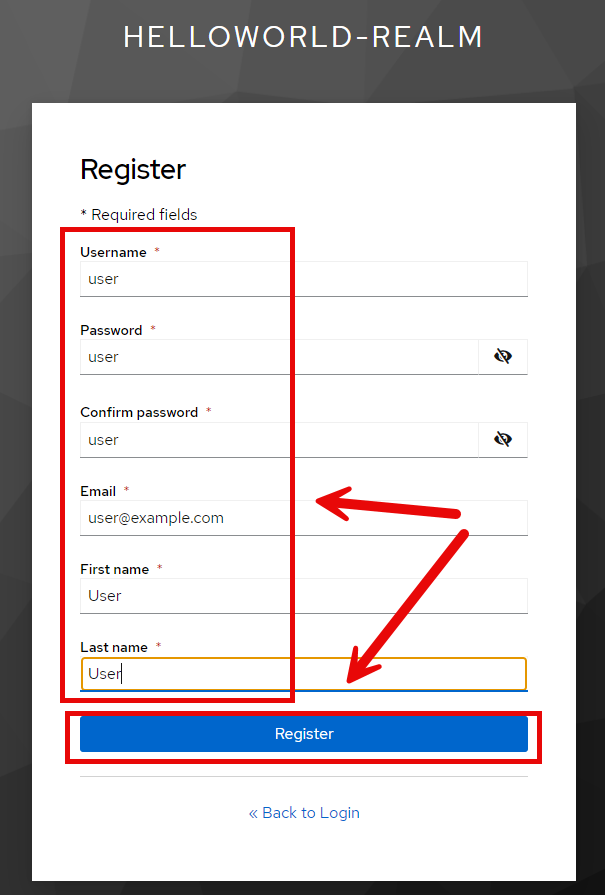 HELLOWORLD-REALM
Register
* Required fields
Username *
user
Password *
user
Confirm password *
user
Email *
user@example.com
First name *
User
Last name *
User
Register
« Back to Login